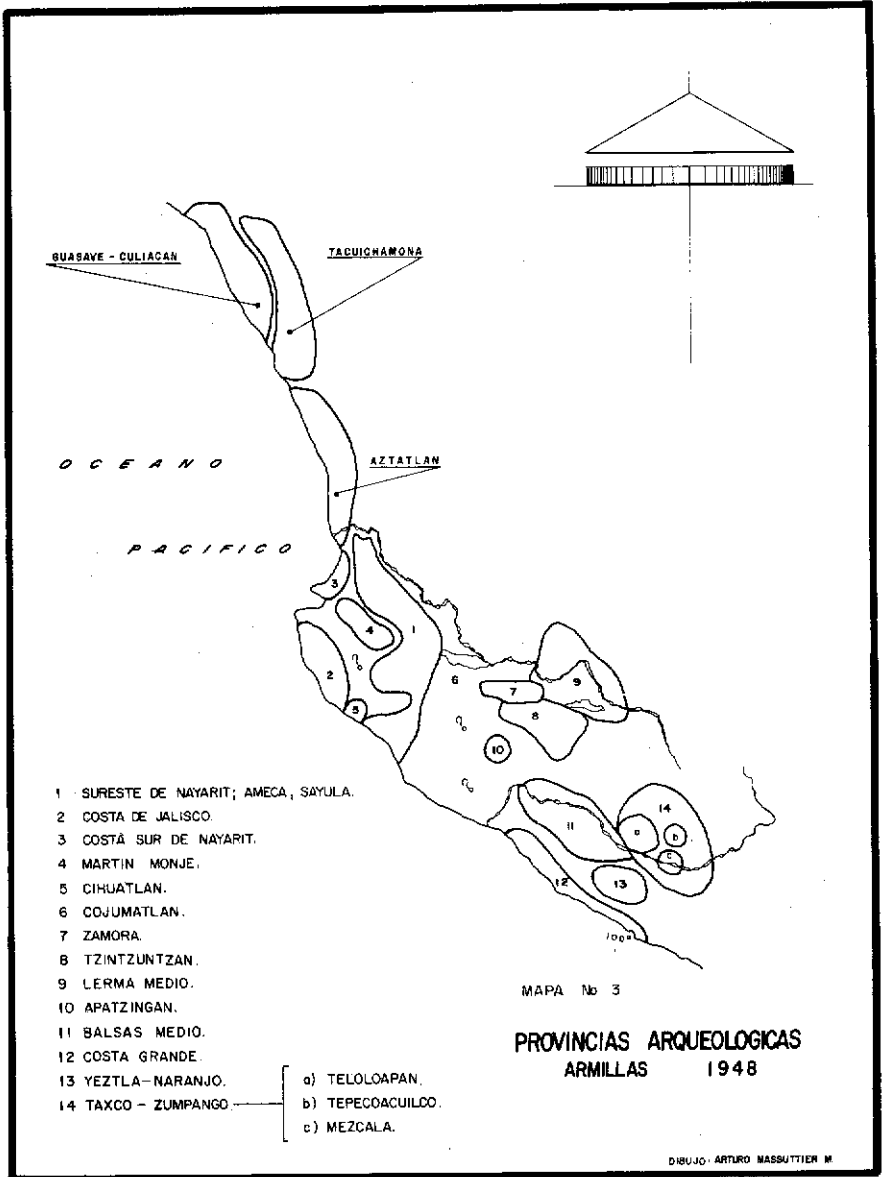 GUASAVE - CULIACAN
TACUICHAMONA
OCEANO
AZTATLAN
PACIFICO
3
4
1
2
5
6
7
9
8
10
11
14
a
b
c
12
13
100°
1 SURESTE DE NAYARIT; AMECA, SAYULA.
2 COSTA DE JALISCO.
3 COSTA SUR DE NAYARIT.
4 MARTIN MONJE.
5 CIHUATLAN.
6 COJUMATLAN.
7 ZAMORA.
8 TZINTZUNTZAN.
9 LERMA MEDIO.
10 APATZINGAN.
11 BALSAS MEDIO.
12 COSTA GRANDE.
13 YEZTLA-NARANJO.
14 TAXCO - ZUMPANGO
a) TELOLOAPAN.
b) TEPECOACUILCO.
c) MEZCALA.
MAPA No 3
PROVINCIAS ARQUEOLOGICAS
ARMILLAS 1948
DIBUJO: ARTURO MASSUTTIER M.